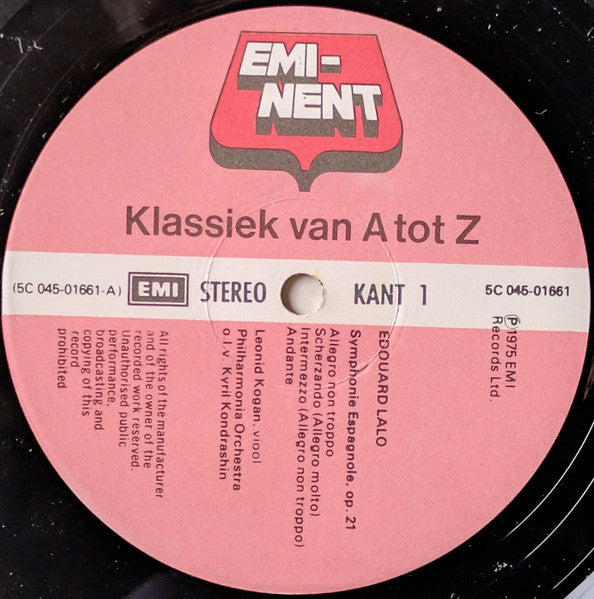 EMI-
NENT
Klassiek van A tot Z
(5C 045-01661-A) EMI STEREO KANT 1 5C 045-01661
℗ 1975 EMI
Records Ltd.
EDOUARD LALO
Symphonie Espagnole, op. 21
Allegro non troppo
Scherzando (Allegro molto)
Intermezzo (Allegro non troppo)
Andante
Leonid Kogan, viool
Philharmonia Orchestra
o.l.v. Kyril Kondrashin
All rights of the manufacturer
and of the owner of the
recorded work reserved.
Unauthorised public
performance,
broadcasting and
copying of this
record
prohibited